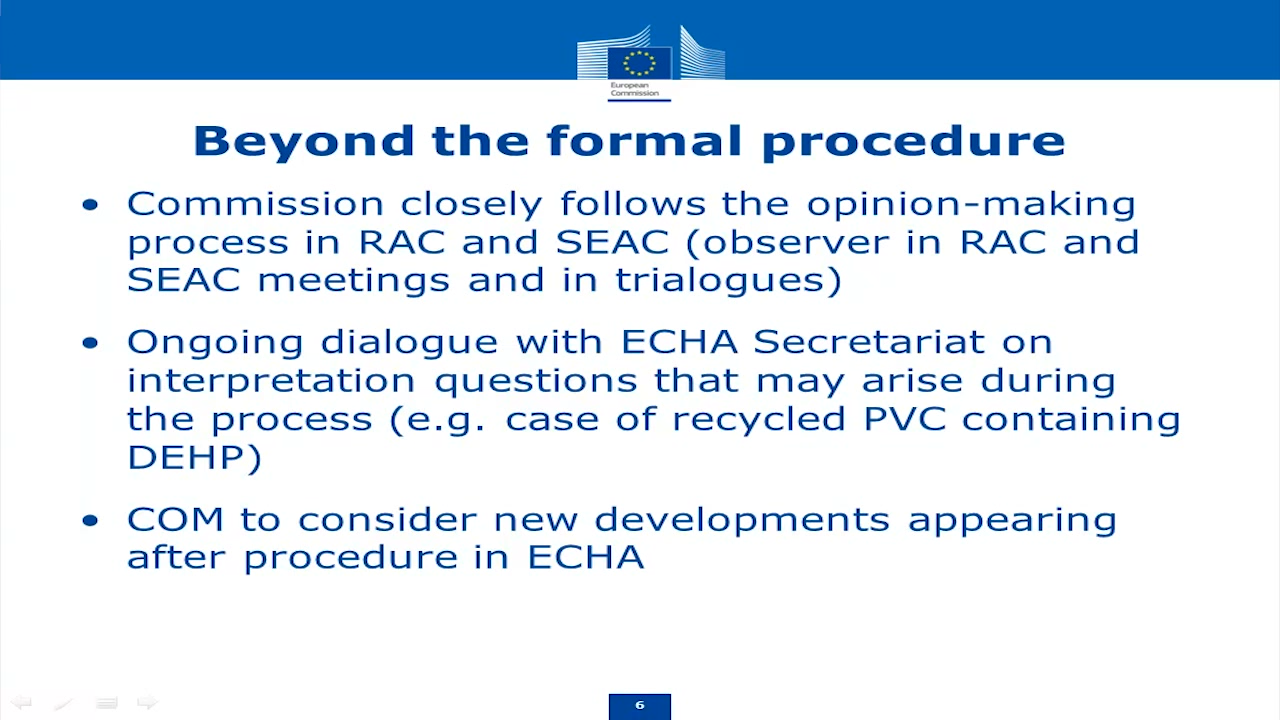 European
Commission
Beyond the formal procedure
• Commission closely follows the opinion-making
process in RAC and SEAC (observer in RAC and
SEAC meetings and in trialogues)
• Ongoing dialogue with ECHA Secretariat on
interpretation questions that may arise during
the process (e.g. case of recycled PVC containing
DEHP)
• COM to consider new developments appearing
after procedure in ECHA
6